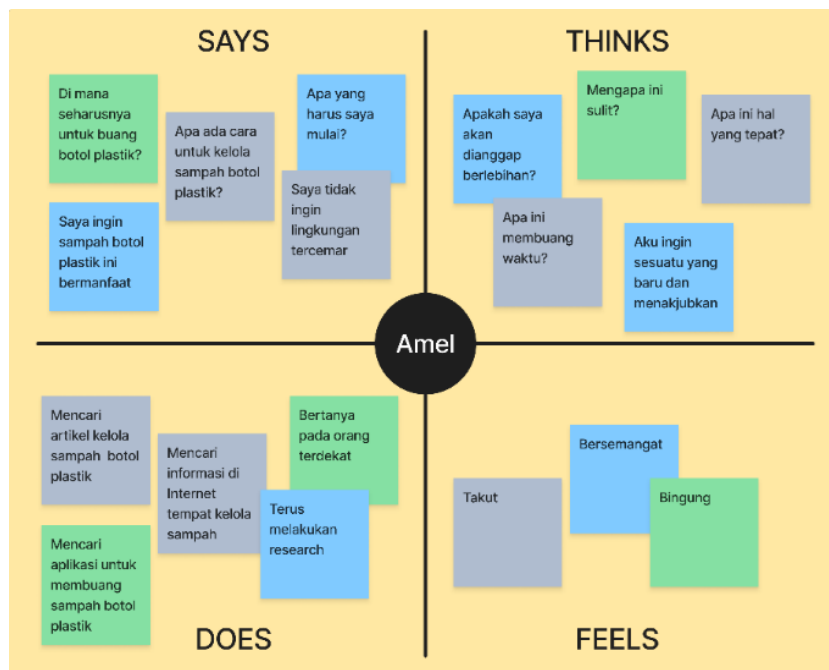 SAYS
Di mana
seharusnya
untuk buang
botol plastik?
Apa ada cara
untuk kelola
sampah botol
plastik?
Apa yang
harus saya
mulai?
Saya tidak
ingin
lingkungan
tercemar
Saya ingin
sampah botol
plastik ini
bermanfaat
THINKS
Apakah saya
akan
dianggap
berlebihan?
Mengapa ini
sulit?
Apa ini hal
yang tepat?
Apa ini
membuang
waktu?
Aku ingin
sesuatu yang
baru dan
menakjubkan
Amel
Mencari
artikel kelola
sampah botol
plastik
Mencari
informasi di
Internet
tempat kelola
sampah
Bertanya
pada orang
terdekat
Terus
melakukan
research
Mencari
aplikasi untuk
membuang
sampah botol
plastik
DOES
Takut
Bersemangat
Bingung
FEELS